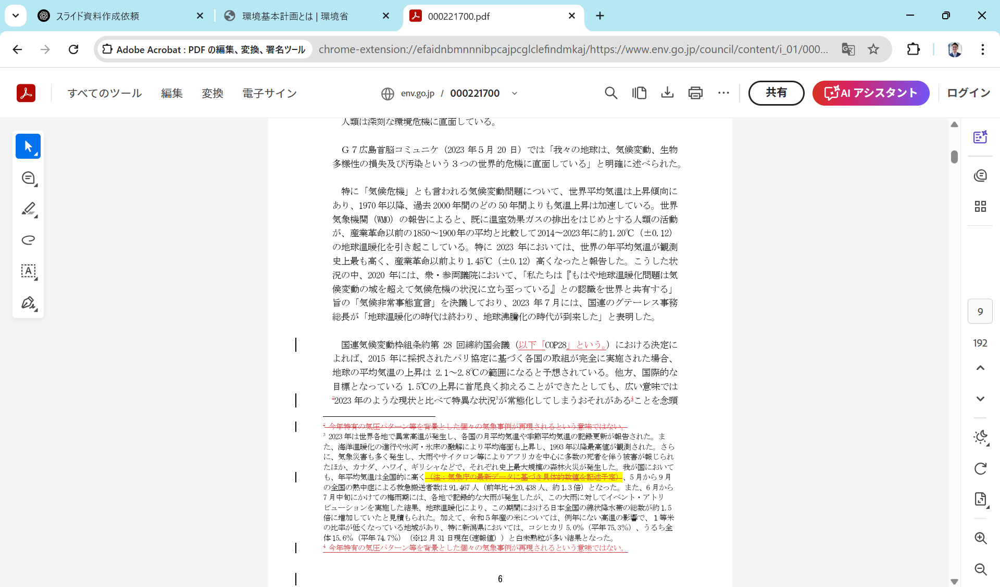 スライド資料作成依頼
環境基本計画とは | 環境省
000221700.pdf
Adobe Acrobat : PDF の編集、変換、署名ツール
chrome-extension://efaidnbmnnnibpcajpcglclefindmkaj/https://www.env.go.jp/council/content/i_01/000...
すべてのツール
編集
変換
電子サイン
env.go.jp / 000221700
共有
AI アシスタント
ログイン
人類は深刻な環境危機に直面している。
Ｇ７広島首脳コミュニケ（2023 年５月 20 日）では「我々の地球は、気候変動、生物
多様性の損失及び汚染という３つの世界的危機に直面している」と明確に述べられた。
特に「気候危機」とも言われる気候変動問題について、世界平均気温は上昇傾向に
あり、1970 年以降、過去 2000 年間のどの 50 年間よりも気温上昇は加速している。世界
気象機関（WMO）の報告によると、既に温室効果ガスの排出をはじめとする人類の活動
が、産業革命以前の1850～1900年の平均と比較して2014～2023年に約1.20℃（±0.12）
の地球温暖化を引き起こしている。特に 2023 年においては、世界の年平均気温が観測
史上最も高く、産業革命以前より 1.45℃（±0.12）高くなったと報告した。こうした状
況の中、2020 年には、衆・参両議院において、「私たちは『もはや地球温暖化問題は気
候変動の域を超えて気候危機の状況に立ち至っている』との認識を世界と共有する」
旨の「気候非常事態宣言」を決議しており、2023 年７月には、国連のグテーレス事務
総長が「地球温暖化の時代は終わり、地球沸騰化の時代が到来した」と表明した。
国連気候変動枠組条約第 28 回締約国会議（以下「COP28」という。）における決定に
よれば、2015 年に採択されたパリ協定に基づく各国の取組が完全に実施された場合、
地球の平均気温の上昇は 2.1～2.8℃の範囲になると予想されている。他方、国際的な
目標となっている 1.5℃の上昇に首尾良く抑えることができたとしても、広い意味では
2 2023 年のような現状と比べて特異な状況3が常態化してしまうおそれがある4ことを念頭
2 今年特有の気圧パターン等を背景とした個々の気象事例が再現されるという意味ではない。
3 2023 年は世界各地で異常高温が発生し、各国の月平均気温や季節平均気温の記録更新が報告された。ま
た、海洋温暖化の進行や氷河・氷床の融解により平均海面も上昇し、1993 年以降最高値が観測された。さら
に、気象災害も多く発生し、大雨やサイクロン等によりアフリカを中心に多数の死者を伴う被害が報じられ
たほか、カナダ、ハワイ、ギリシャなどで、それぞれ史上最大規模の森林火災が発生した。我が国において
も、年平均気温は全国的に高く（注：気象庁の最新データに基づき具体的数値を記述予定）、５月から９月
の全国の熱中症による救急搬送者数は 91,467 人（前年比＋20,438 人、約 1.3 倍）となった。また、６月から
７月中旬にかけての梅雨期には、各地で記録的な大雨が発生したが、この大雨に対してイベント・アトリ
ビューションを実施した結果、地球温暖化により、この期間における日本全国の線状降水帯の総数が約 1.5
倍に増加していたと見積もられた。加えて、令和５年産の米については、例年にない高温の影響で、１等米
の比率が低くなっている地域があり、特に新潟県においては、コシヒカリ 5.0％（平年 75.3％）、うるち全
体 15.6％（平年 74.7％）（※12 月 31 日現在(速報値)）と白未熟粒が多い結果となった。
4 今年特有の気圧パターン等を背景とした個々の気象事例が再現されるという意味ではない。
6
9
192